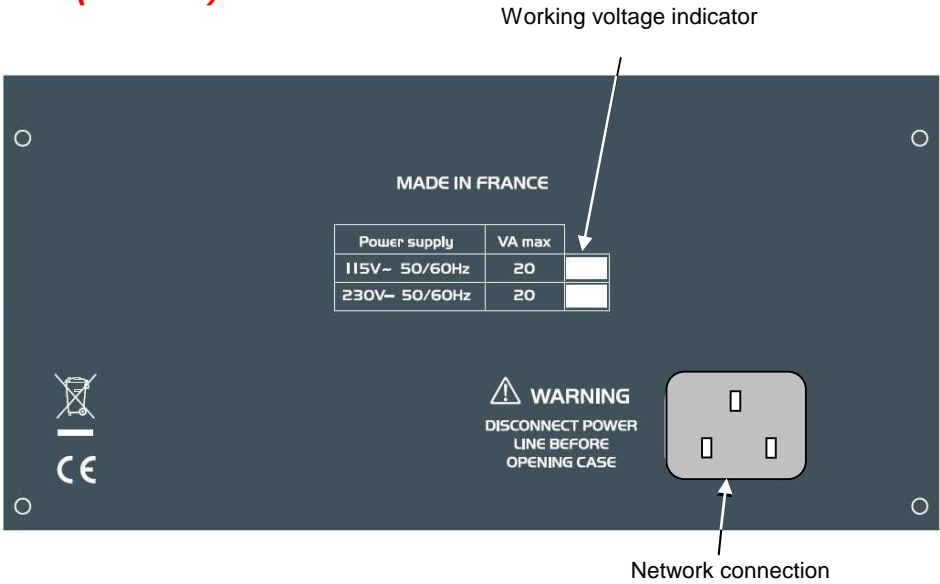 Working voltage indicator
MADE IN FRANCE
Power supply VA max
115V~ 50/60Hz 20
230V– 50/60Hz 20
WARNING
DISCONNECT POWER
LINE BEFORE
OPENING CASE
CE
Network connection